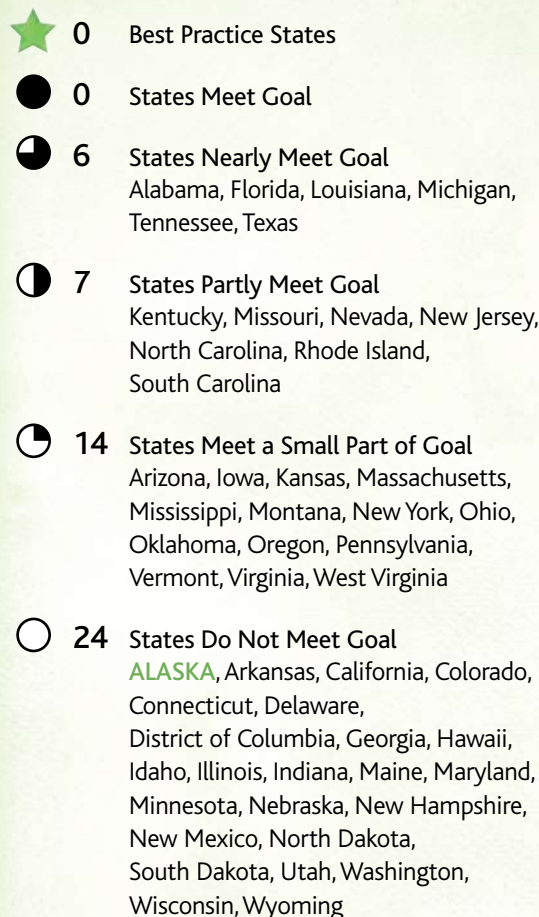 0 Best Practice States
0 States Meet Goal
6 States Nearly Meet Goal
Alabama, Florida, Louisiana, Michigan,
Tennessee, Texas
7 States Partly Meet Goal
Kentucky, Missouri, Nevada, New Jersey,
North Carolina, Rhode Island,
South Carolina
14 States Meet a Small Part of Goal
Arizona, Iowa, Kansas, Massachusetts,
Mississippi, Montana, New York, Ohio,
Oklahoma, Oregon, Pennsylvania,
Vermont, Virginia, West Virginia
24 States Do Not Meet Goal
ALASKA, Arkansas, California, Colorado,
Connecticut, Delaware,
District of Columbia, Georgia, Hawaii,
Idaho, Illinois, Indiana, Maine, Maryland,
Minnesota, Nebraska, New Hampshire,
New Mexico, North Dakota,
South Dakota, Utah, Washington,
Wisconsin, Wyoming